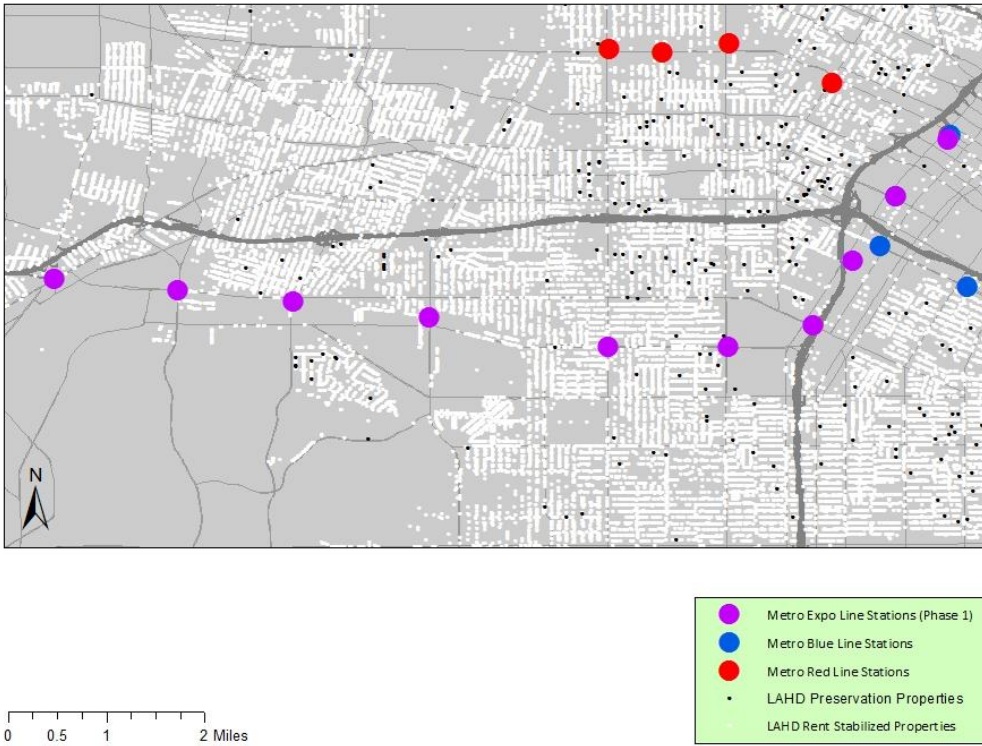 N
Metro Expo Line Stations (Phase 1)
Metro Blue Line Stations
Metro Red Line Stations
LAHD Preservation Properties
LAHD Rent Stabilized Properties
0 0.5 1 2 Miles